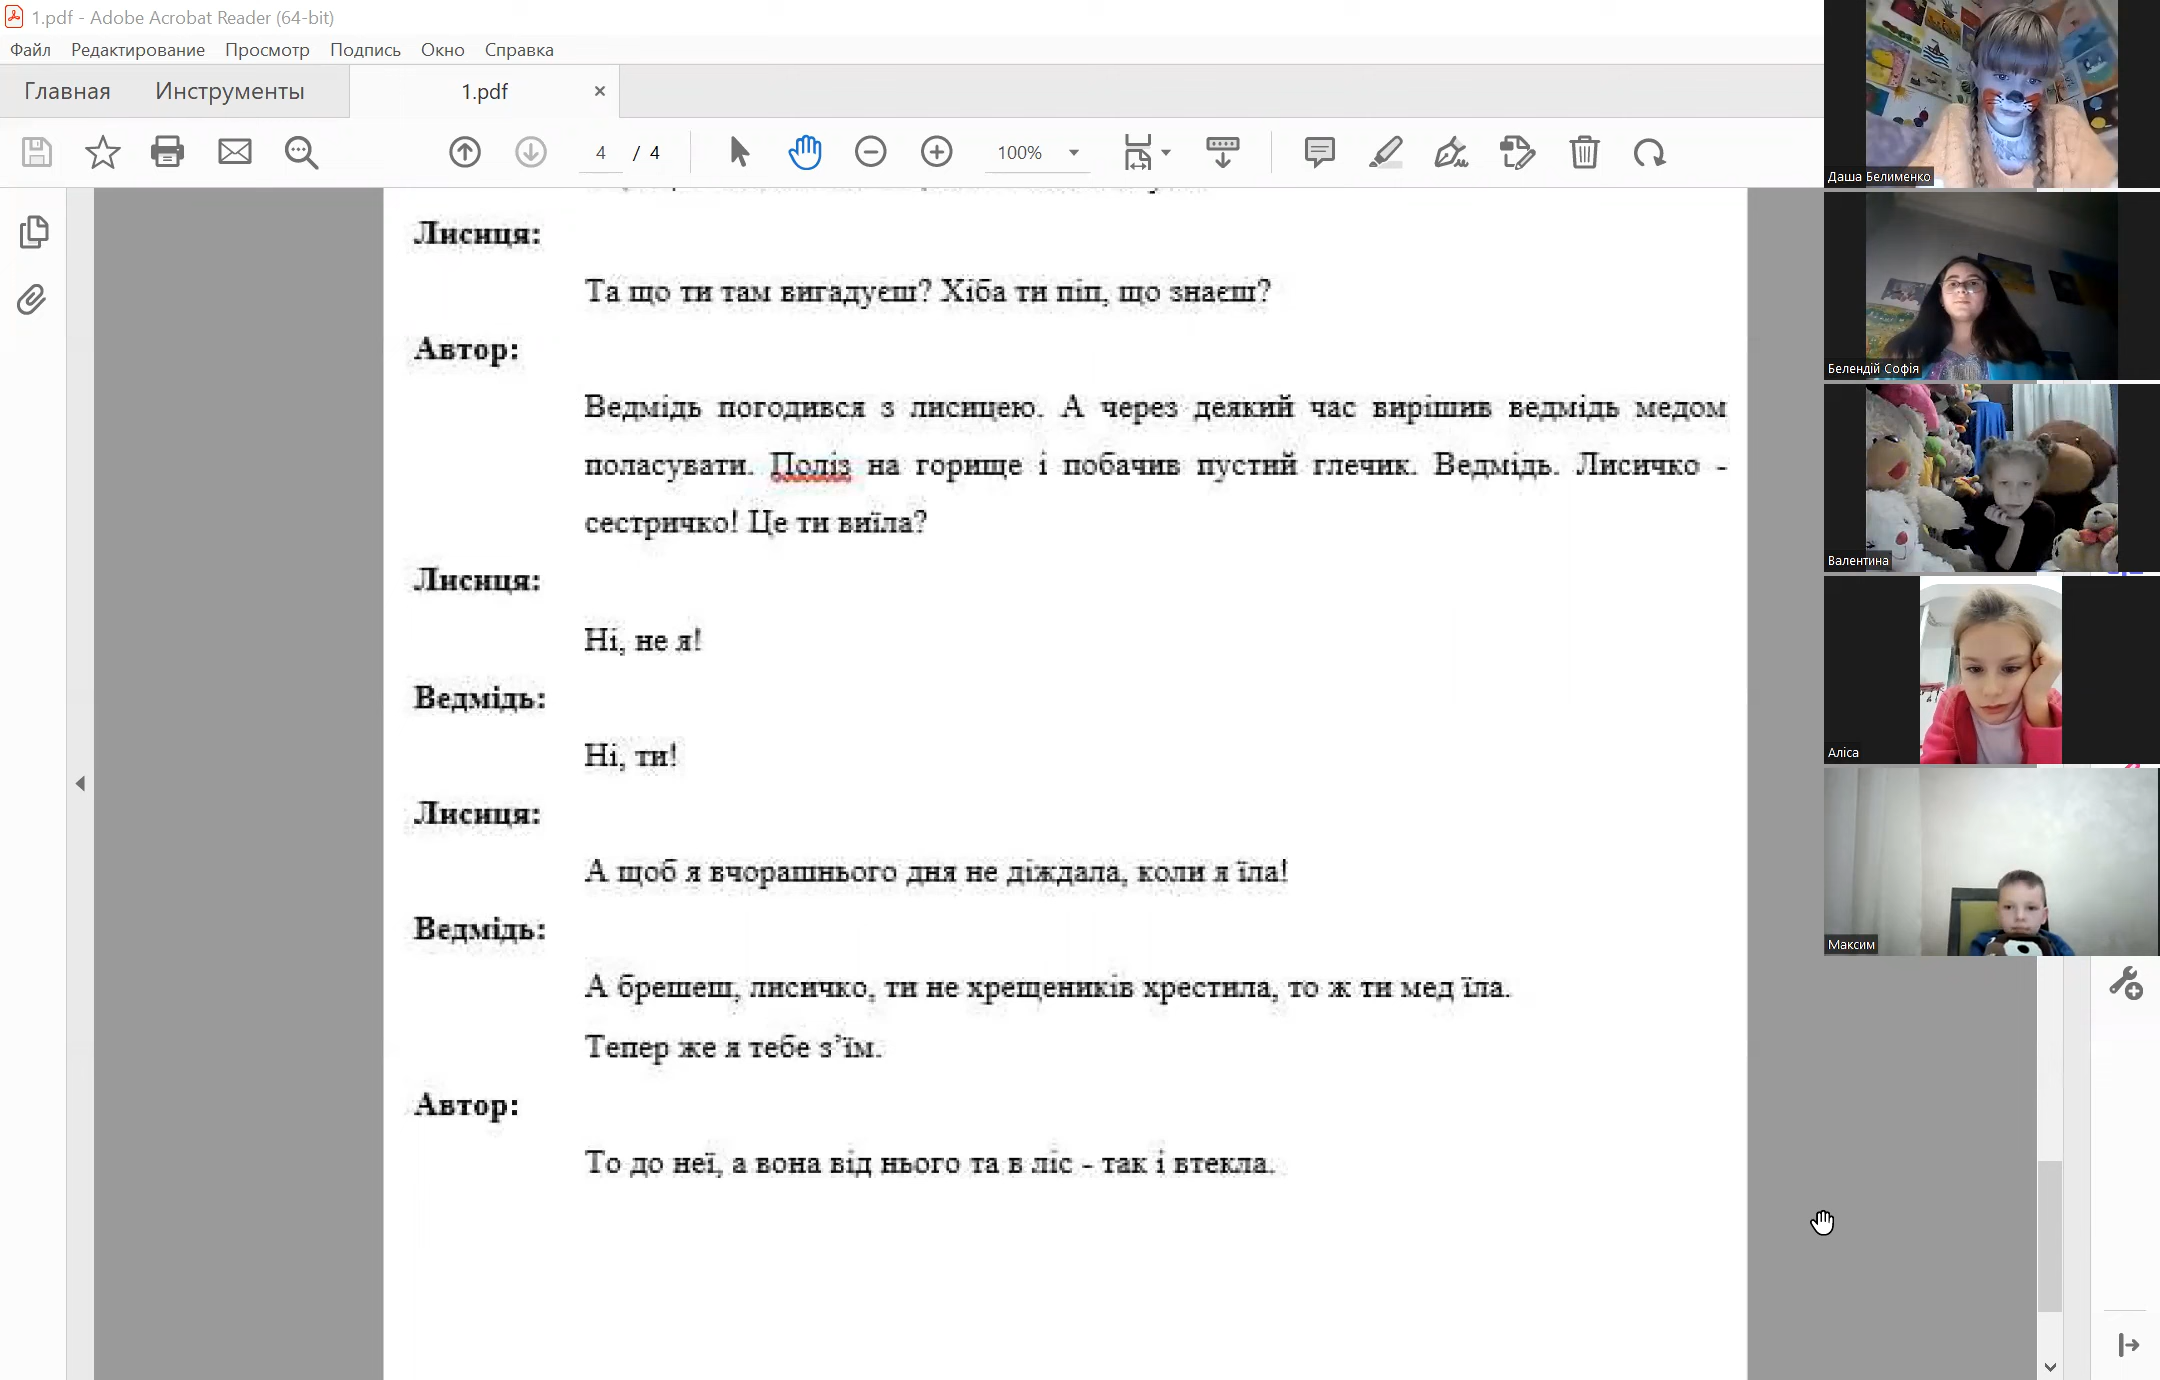 1.pdf - Adobe Acrobat Reader (64-bit)
Файл Редактирование Просмотр Подпись Окно Справка
Главная Инструменты 1.pdf ×
4 / 4 100%
Лисиця:
Та що ти там вигадуєш? Хіба ти піп, що знаєш?
Автор:
Ведмідь погодився з лисицею. А через деякий час вирішив ведмідь медом
поласувати. Поліз на горище і побачив пустий глечик. Ведмідь. Лисичко -
сестричко! Це ти виїла?
Лисиця:
Ні, не я!
Ведмідь:
Ні, ти!
Лисиця:
А щоб я вчорашнього дня не діждала, коли я їла!
Ведмідь:
А брешеш, лисичко, ти не хрещеників хрестила, то ж ти мед їла.
Тепер же я тебе з’їм.
Автор:
То до неї, а вона від нього та в ліс - так і втекла.
Даша Белименко
Белендій Софія
Валентина
Аліса
Максим